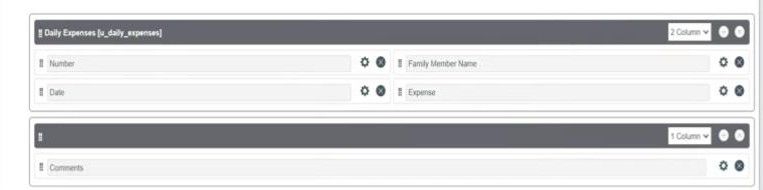 Daily Expenses [u_daily_expenses] 2 Column
Number Family Member Name
Date Expense
1 Column
Comments